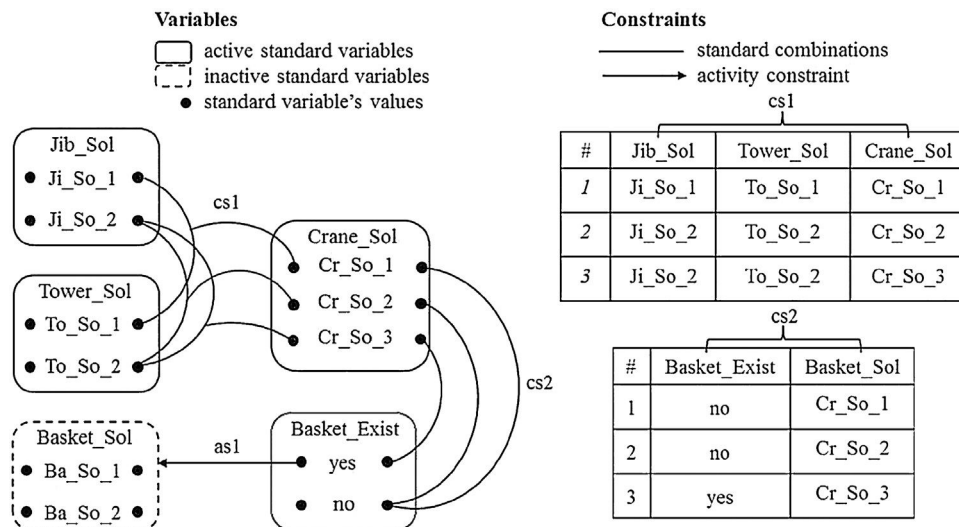 Variables
active standard variables
inactive standard variables
standard variable's values
Constraints
standard combinations
activity constraint
Jib_Sol
Ji_So_1
Ji_So_2
cs1
Tower_Sol
To_So_1
To_So_2
Crane_Sol
Cr_So_1
Cr_So_2
Cr_So_3
cs2
Basket_Sol
Ba_So_1
Ba_So_2
as1
Basket_Exist
yes
no
cs1
# Jib_Sol Tower_Sol Crane_Sol
1 Ji_So_1 To_So_1 Cr_So_1
2 Ji_So_2 To_So_2 Cr_So_2
3 Ji_So_2 To_So_2 Cr_So_3
cs2
# Basket_Exist Basket_Sol
1 no Cr_So_1
2 no Cr_So_2
3 yes Cr_So_3